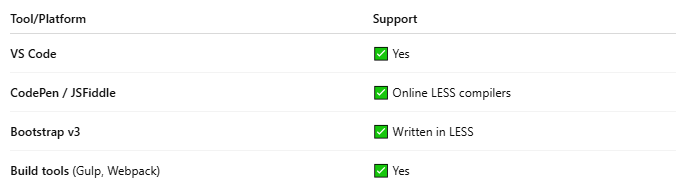 Tool/Platform Support
VS Code ✅ Yes
CodePen / JSFiddle ✅ Online LESS compilers
Bootstrap v3 ✅ Written in LESS
Build tools (Gulp, Webpack) ✅ Yes